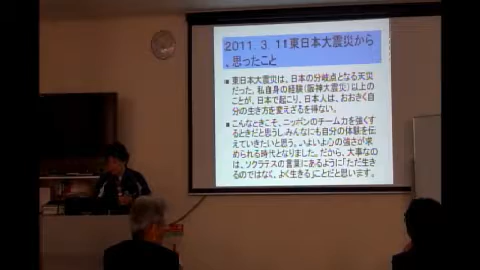 2011.3.11東日本大震災から
、思ったこと
■ 東日本大震災は、日本の分岐点となる天災
だった。私自身の経験(阪神大震災)以上の
ことが、日本で起こり、日本人は、おおきく自
分の生き方を変えざるを得ない。
■ こんなときこそ、ニッポンのチーム力を強くす
るときだと思うし、みんなにも自分の体験を伝
えていきたいと思う。いよいよ心の強さが求
められる時代となりました。だから、大事なの
は、ソクラテスの言葉にあるように「ただ生き
るのではなく、よく生きる」ことだと思います。